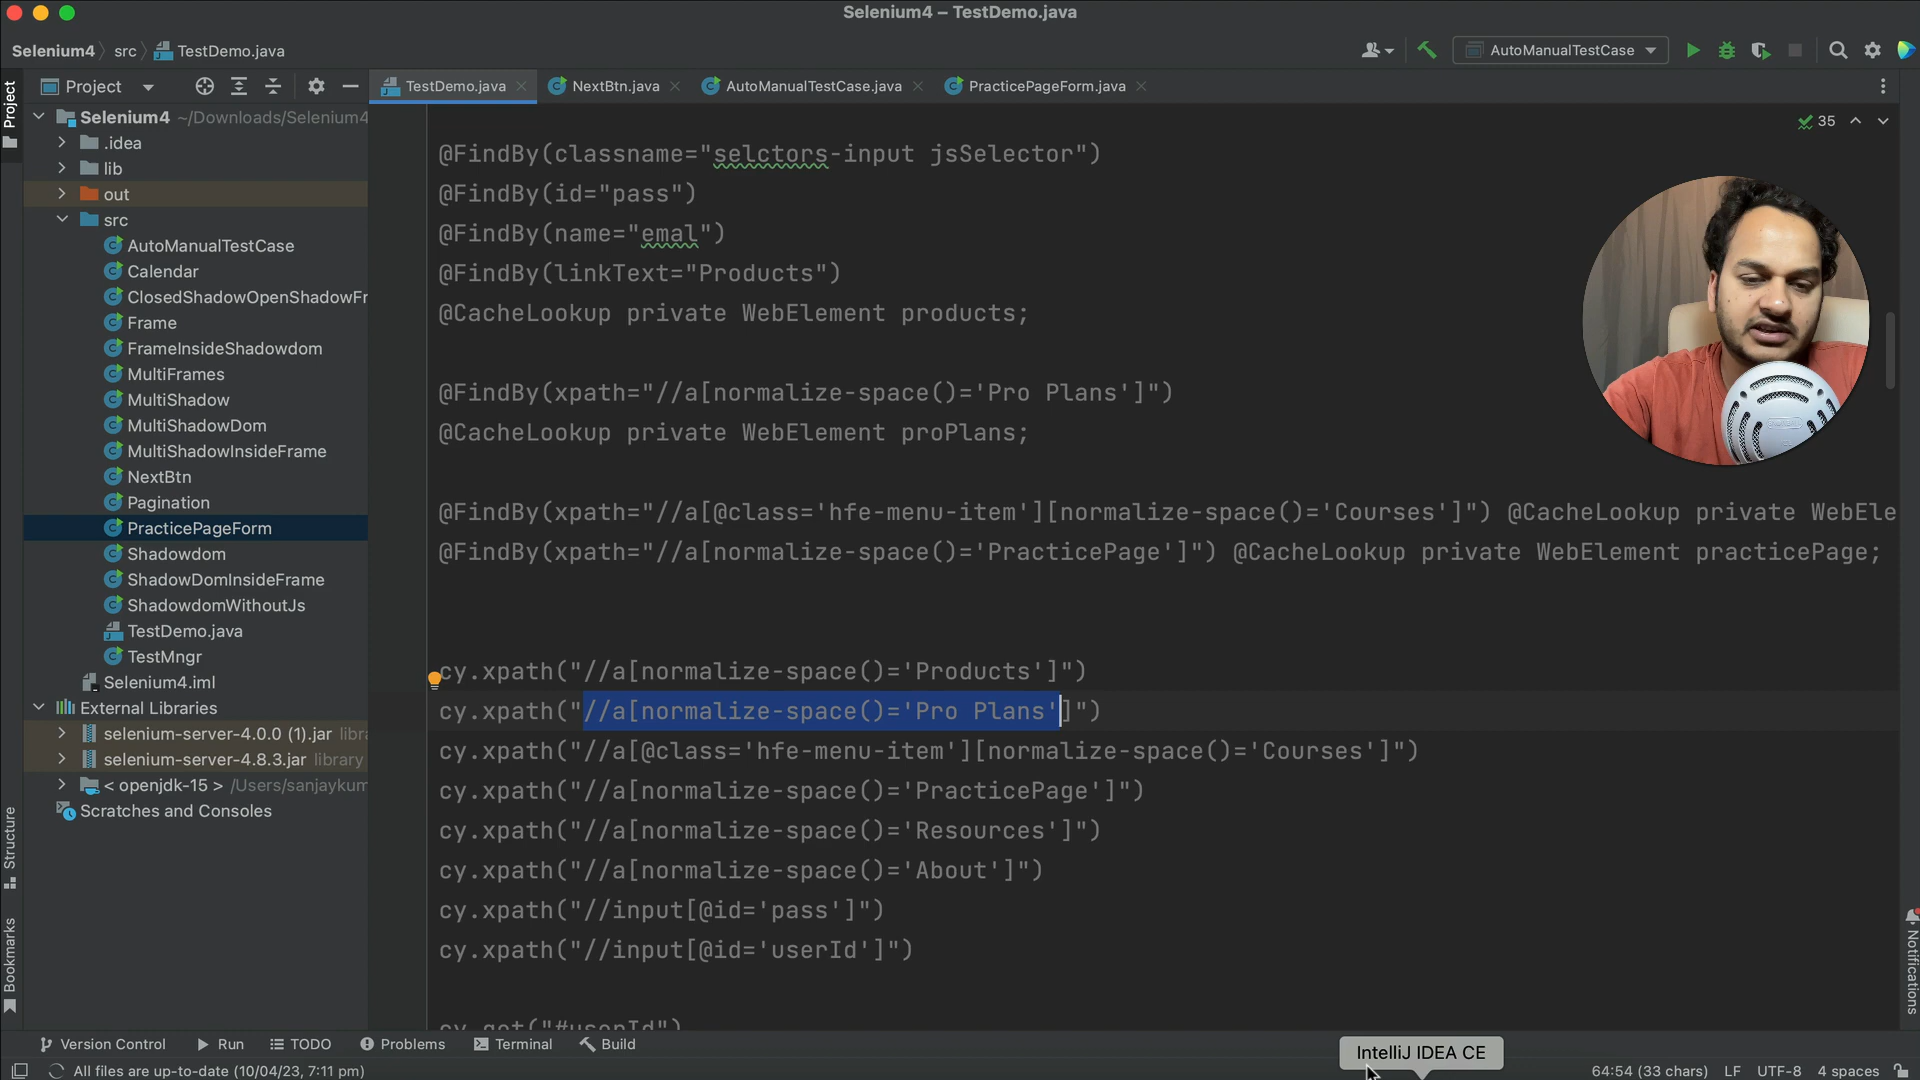 Selenium4 – TestDemo.java
Selenium4 〉 src 〉 TestDemo.java
AutoManualTestCase
Project
TestDemo.java
NextBtn.java
AutoManualTestCase.java
PracticePageForm.java
Project
Selenium4 ~/Downloads/Selenium4
.idea
lib
out
src
AutoManualTestCase
Calendar
ClosedShadowOpenShadowFr
Frame
FrameInsideShadowdom
MultiFrames
MultiShadow
MultiShadowDom
MultiShadowInsideFrame
NextBtn
Pagination
PracticePageForm
Shadowdom
ShadowDomInsideFrame
ShadowdomWithoutJs
TestDemo.java
TestMngr
Selenium4.iml
External Libraries
selenium-server-4.0.0 (1).jar libra
selenium-server-4.8.3.jar library
< openjdk-15 > /Users/sanjaykum
Scratches and Consoles
Structure
Bookmarks
35
@FindBy(classname="selctors-input jsSelector")
@FindBy(id="pass")
@FindBy(name="emal")
@FindBy(linkText="Products")
@CacheLookup private WebElement products;
@FindBy(xpath="//a[normalize-space()='Pro Plans']")
@CacheLookup private WebElement proPlans;
@FindBy(xpath="//a[@class='hfe-menu-item'][normalize-space()='Courses']") @CacheLookup private WebEle
@FindBy(xpath="//a[normalize-space()='PracticePage']") @CacheLookup private WebElement practicePage;
cy.xpath("//a[normalize-space()='Products']")
cy.xpath("//a[normalize-space()='Pro Plans']")
cy.xpath("//a[@class='hfe-menu-item'][normalize-space()='Courses']")
cy.xpath("//a[normalize-space()='PracticePage']")
cy.xpath("//a[normalize-space()='Resources']")
cy.xpath("//a[normalize-space()='About']")
cy.xpath("//input[@id='pass']")
cy.xpath("//input[@id='userId']")
cy.get("#userId")
Notifications
Version Control
Run
TODO
Problems
Terminal
Build
IntelliJ IDEA CE
All files are up-to-date (10/04/23, 7:11 pm)
64:54 (33 chars) LF UTF-8 4 spaces